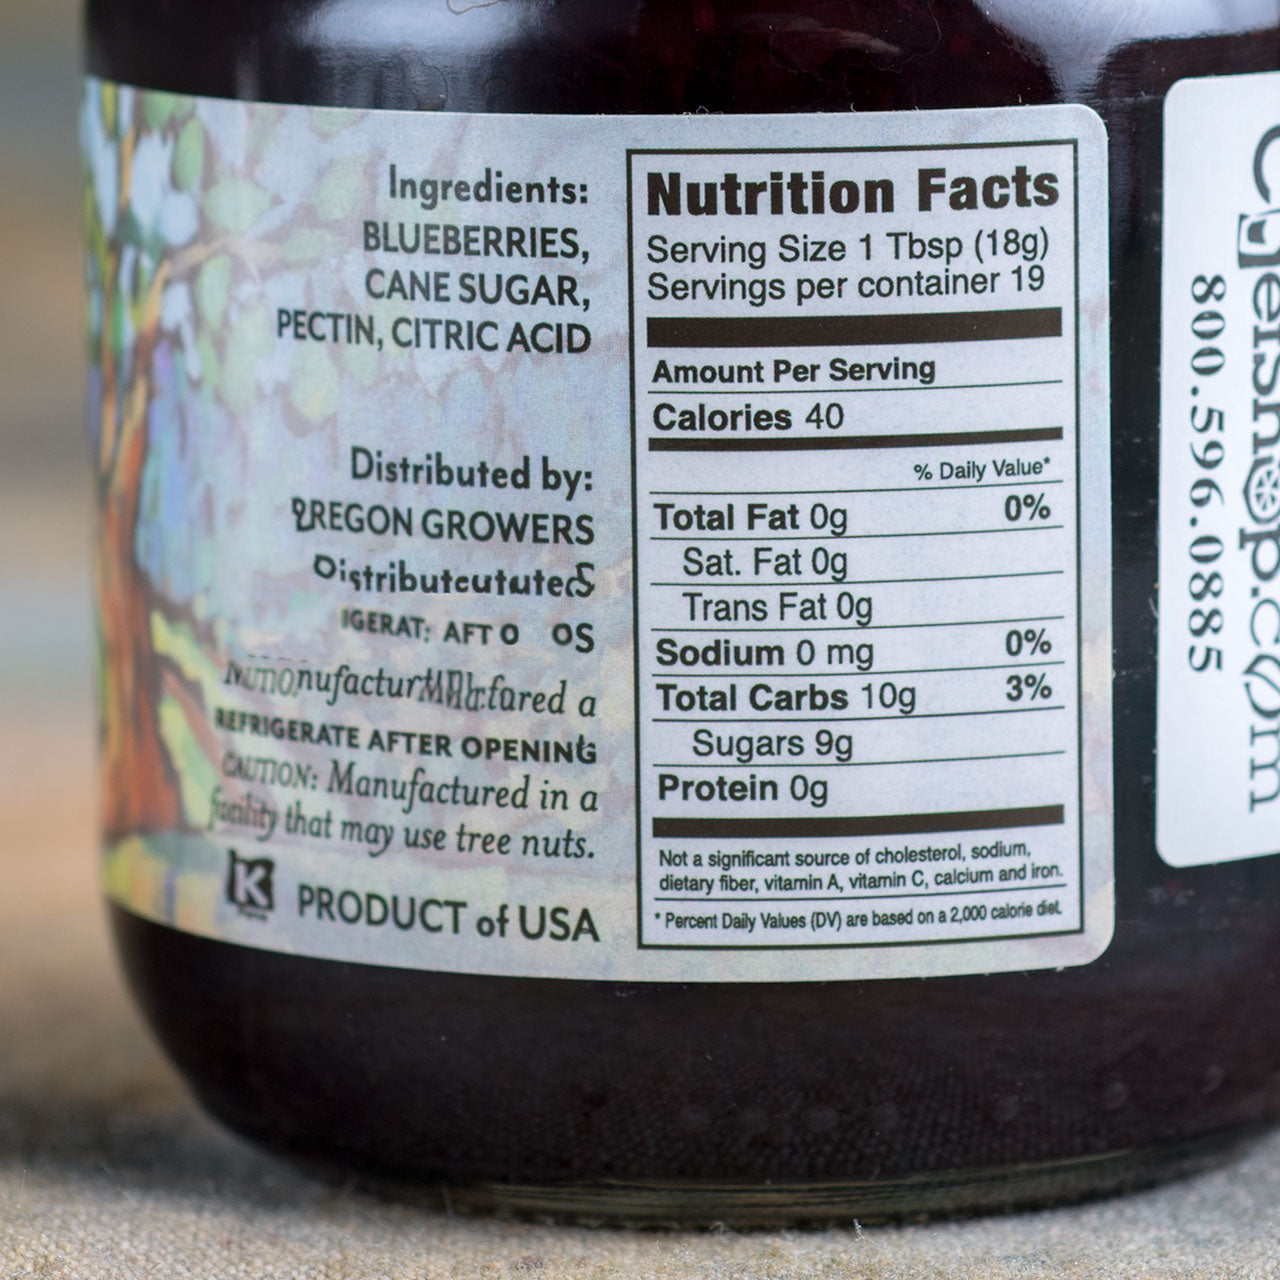 Ingredients:
BLUEBERRIES,
CANE SUGAR,
PECTIN, CITRIC ACID
Distributed by:
OREGON GROWERS
REFRIGERATE AFTER OPENING
CAUTION: Manufactured in a
facility that may use tree nuts.
K
PRODUCT of USA
Nutrition Facts
Serving Size 1 Tbsp (18g)
Servings per container 19
Amount Per Serving
Calories 40
% Daily Value*
Total Fat 0g 0%
Sat. Fat 0g
Trans Fat 0g
Sodium 0 mg 0%
Total Carbs 10g 3%
Sugars 9g
Protein 0g
Not a significant source of cholesterol, sodium,
dietary fiber, vitamin A, vitamin C, calcium and iron.
* Percent Daily Values (DV) are based on a 2,000 calorie diet.
800.596.0885